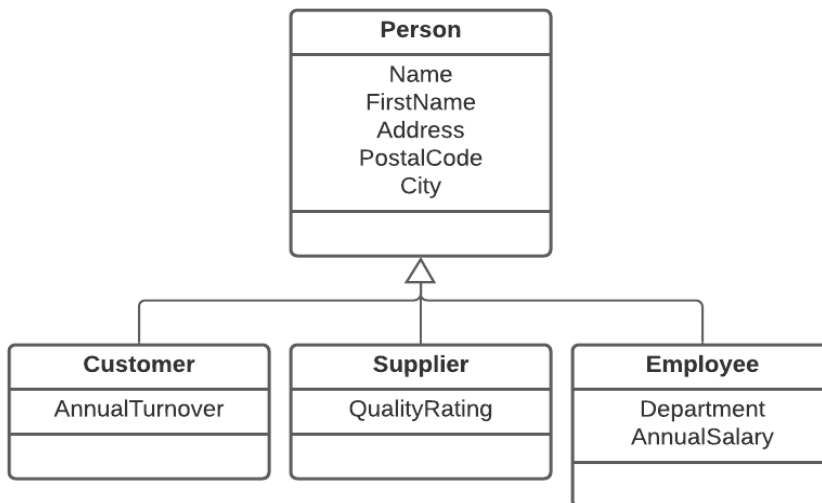 Person
Name
FirstName
Address
PostalCode
City
Customer
AnnualTurnover
Supplier
QualityRating
Employee
Department
AnnualSalary